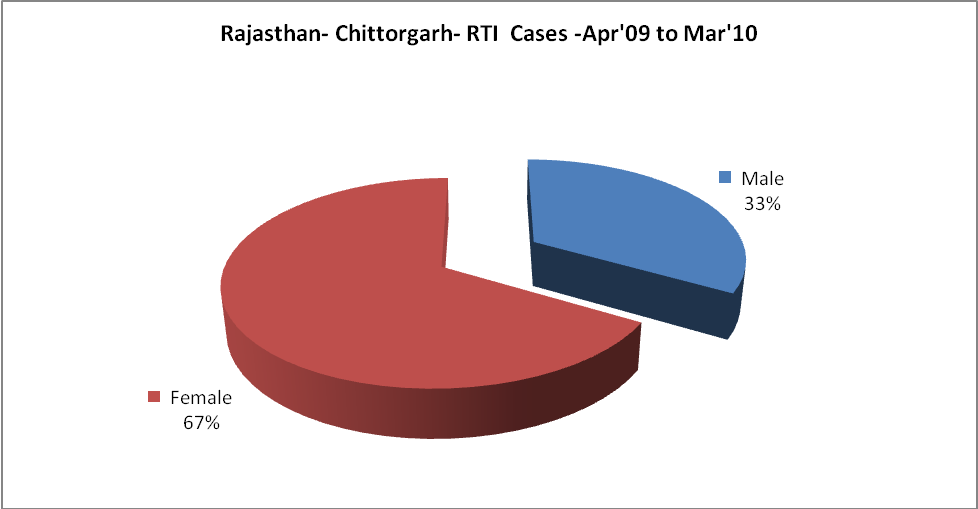 Rajasthan- Chittorgarh- RTI  Cases -Apr'09 to Mar'10
Male
33%
Female
67%